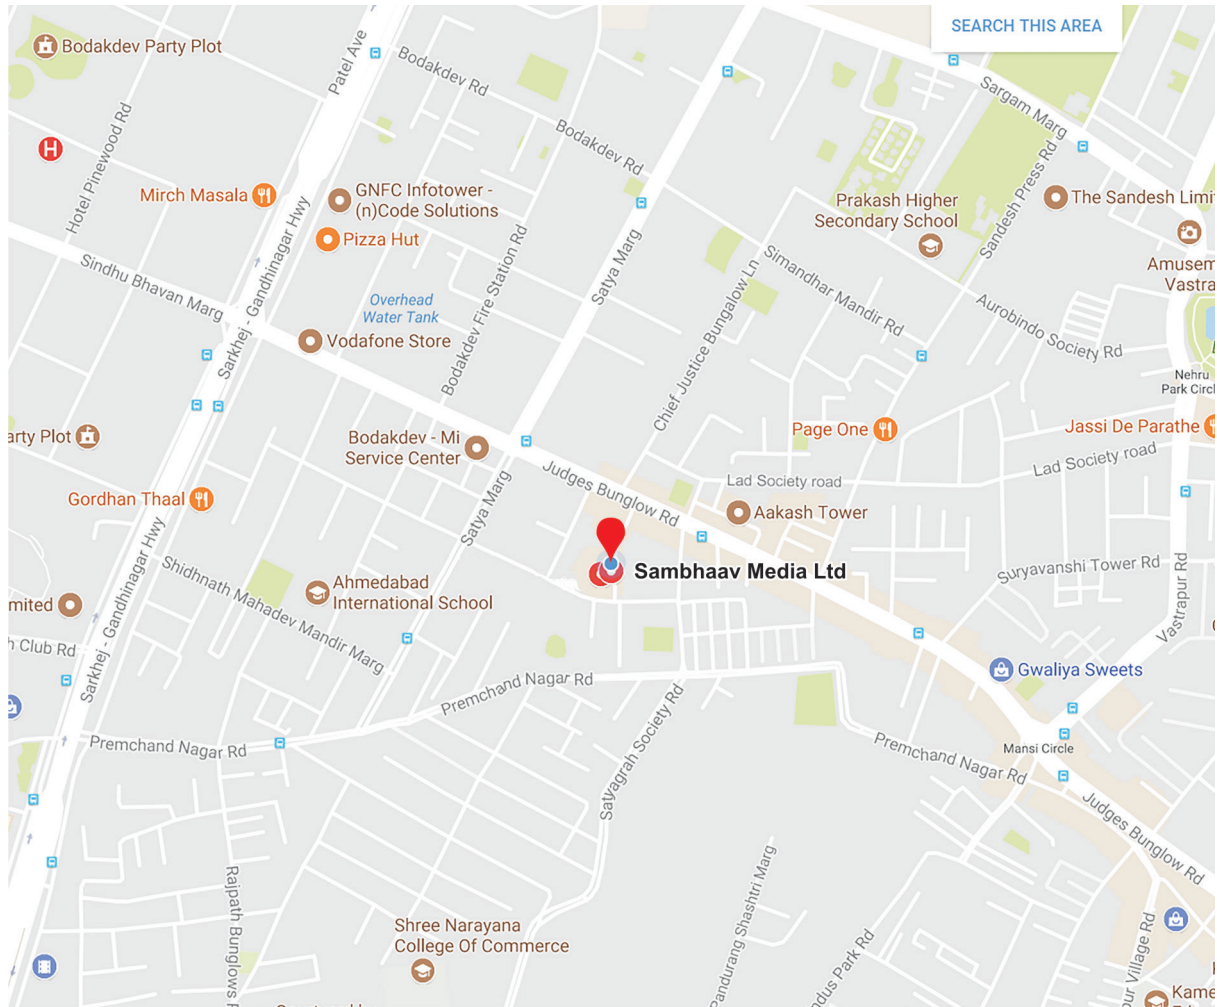 SEARCH THIS AREA
Bodakdev Party Plot
Patel Ave
Bodakdev Rd
Sargam Marg
Hotel Pinewood Rd
H
Bodakdev Rd
Sandesh Press Rd
Mirch Masala
GNFC Infotower -
(n)Code Solutions
Prakash Higher
Secondary School
The Sandesh Limi
Pizza Hut
Sarkhej - Gandhinagar Hwy
Bodakdev Fire Station Rd
Satya Marg
Chief Justice Bungalow Ln
Simandhar Mandir Rd
Amusem
Vastra
Sindhu Bhavan Marg
Overhead
Water Tank
Aurobindo Society Rd
Vodafone Store
Nehru
Park Circl
arty Plot
Bodakdev - Mi
Service Center
Page One
Jassi De Parathe
Judges Bunglow Rd
Lad Society road
Lad Society road
Gordhan Thaal
Satya Marg
Aakash Tower
Sarkhej - Gandhinagar Hwy
Shidhnath Mahadev Mandir Marg
Sambhaav Media Ltd
Suryavanshi Tower Rd
Vastrapur Rd
Ahmedabad
International School
mited
h Club Rd
Premchand Nagar Rd
Satyagrah Society Rd
Gwaliya Sweets
Premchand Nagar Rd
Premchand Nagar Rd
Mansi Circle
Judges Bunglow Rd
Rajpath Bunglows
Pandurang Shashtri Marg
Shree Narayana
College Of Commerce
ndus Park Rd
pur Village Rd
Kame